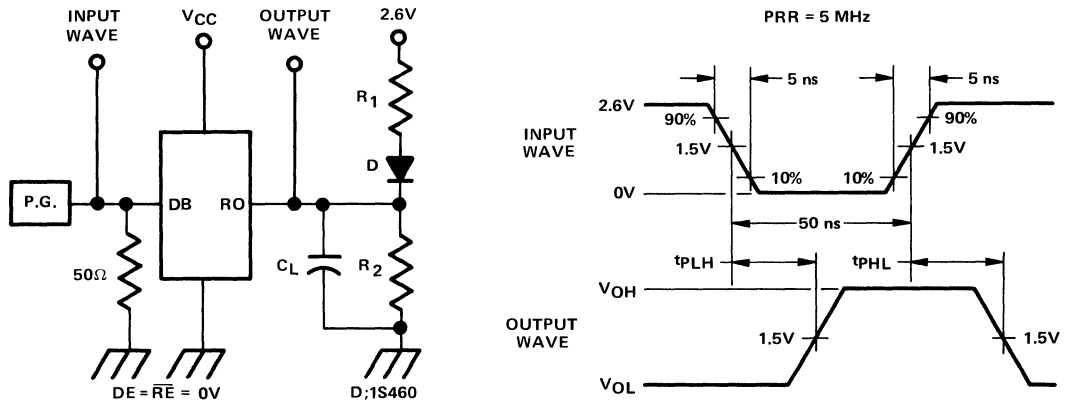 INPUT
WAVE
VCC
OUTPUT
WAVE
2.6V
R1
D
P.G.
DB
RO
50Ω
CL
R2
DE = R̅E̅ = 0V
D;1S460
PRR = 5 MHz
5 ns
5 ns
2.6V
90%
90%
INPUT
WAVE
1.5V
1.5V
10%
10%
0V
50 ns
tPLH
tPHL
VOH
OUTPUT
WAVE
1.5V
1.5V
VOL